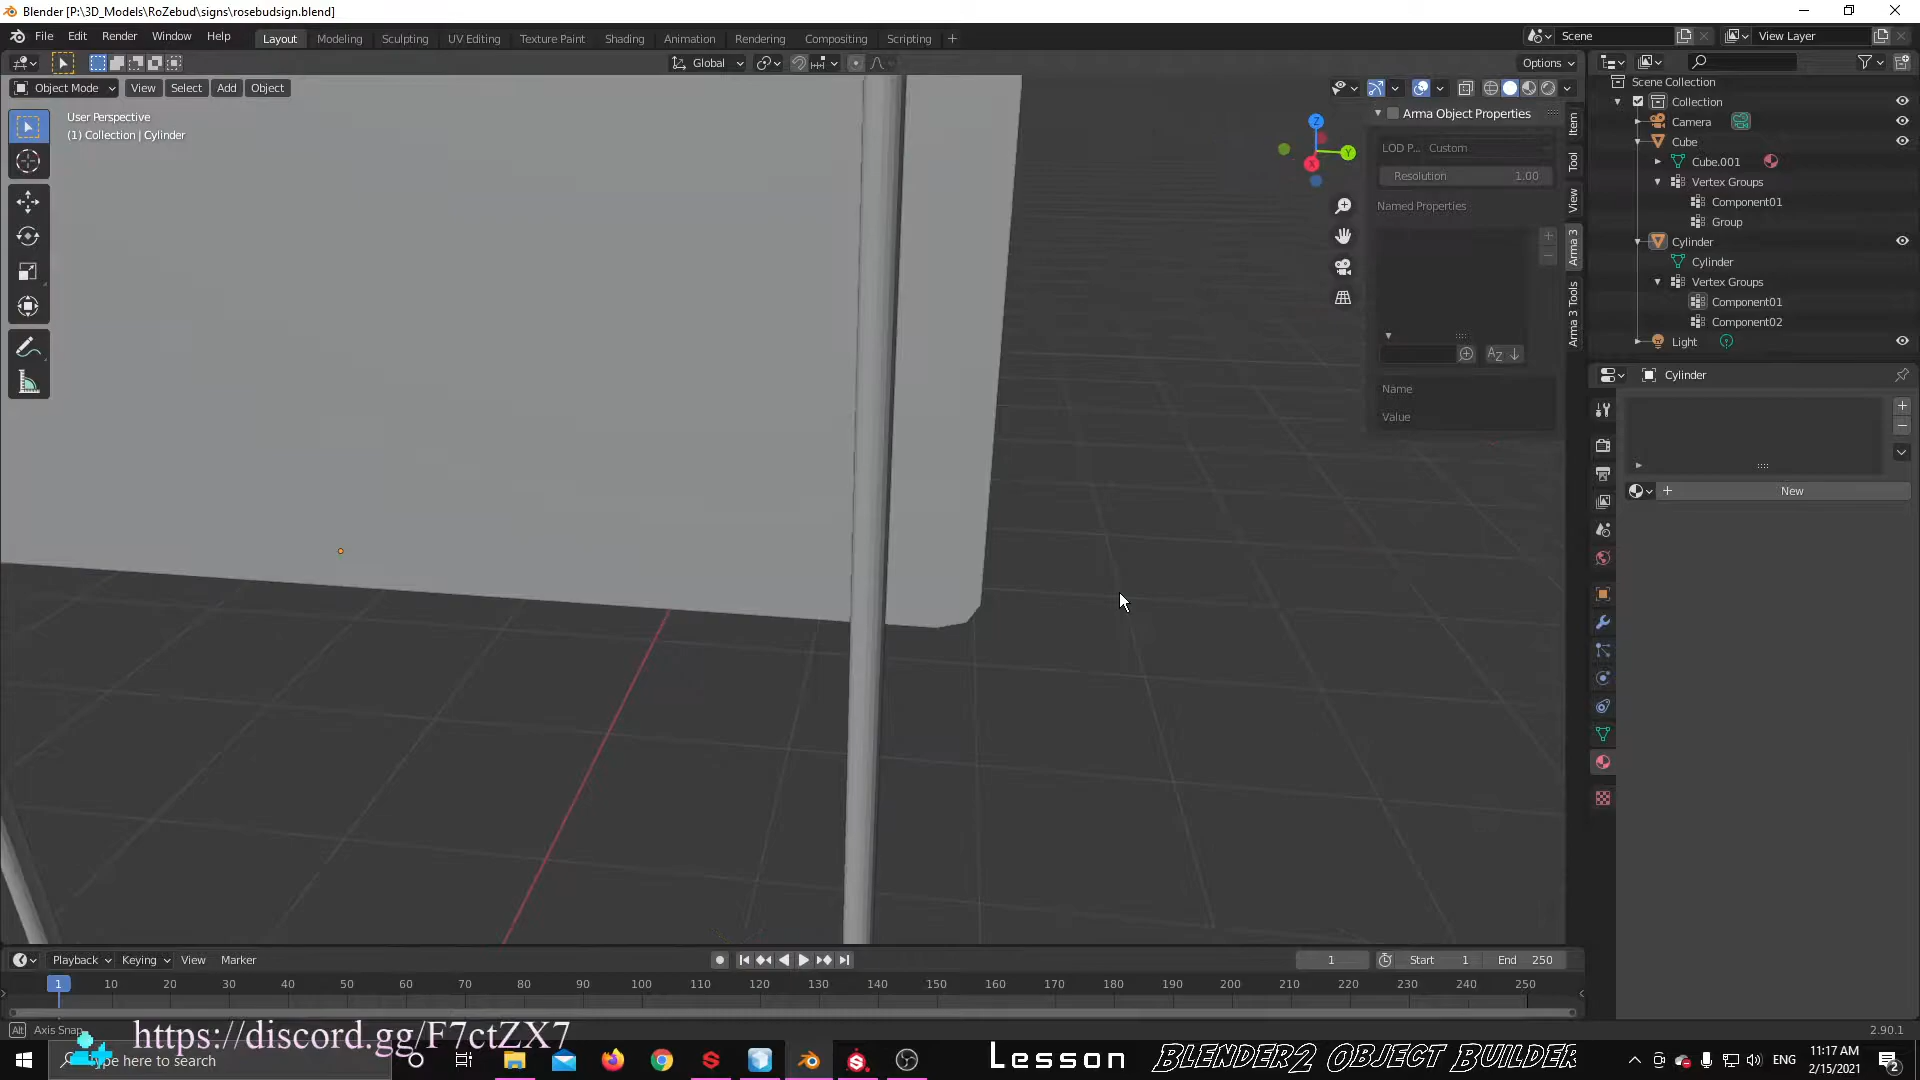 Blender [P:\3D_Models\RoZebud\signs\rosebudsign.blend]
File Edit Render Window Help
Layout Modeling Sculpting UV Editing Texture Paint Shading Animation Rendering Compositing Scripting +
Scene
View Layer
Global
Options
Object Mode View Select Add Object
User Perspective
(1) Collection | Cylinder
Z
Y
X
Arma Object Properties
LOD P... Custom
Resolution 1.00
Named Properties
Name
Value
Item
Tool
View
Arma 3
Arma 3 Tools
Scene Collection
Collection
Camera
Cube
Cube.001
Vertex Groups
Component01
Group
Cylinder
Cylinder
Vertex Groups
Component01
Component02
Light
Cylinder
New
Playback Keying View Marker
1 Start 1 End 250
1 10 20 30 40 50 60 70 80 90 100 110 120 130 140 150 160 170 180 190 200 210 220 230 240 250
Alt Axis Snap
2.90.1
https://discord.gg/F7ctZX7
ype here to search
Lesson BLENDER2 OBJECT BUILDER
ENG
11:17 AM
2/15/2021
2